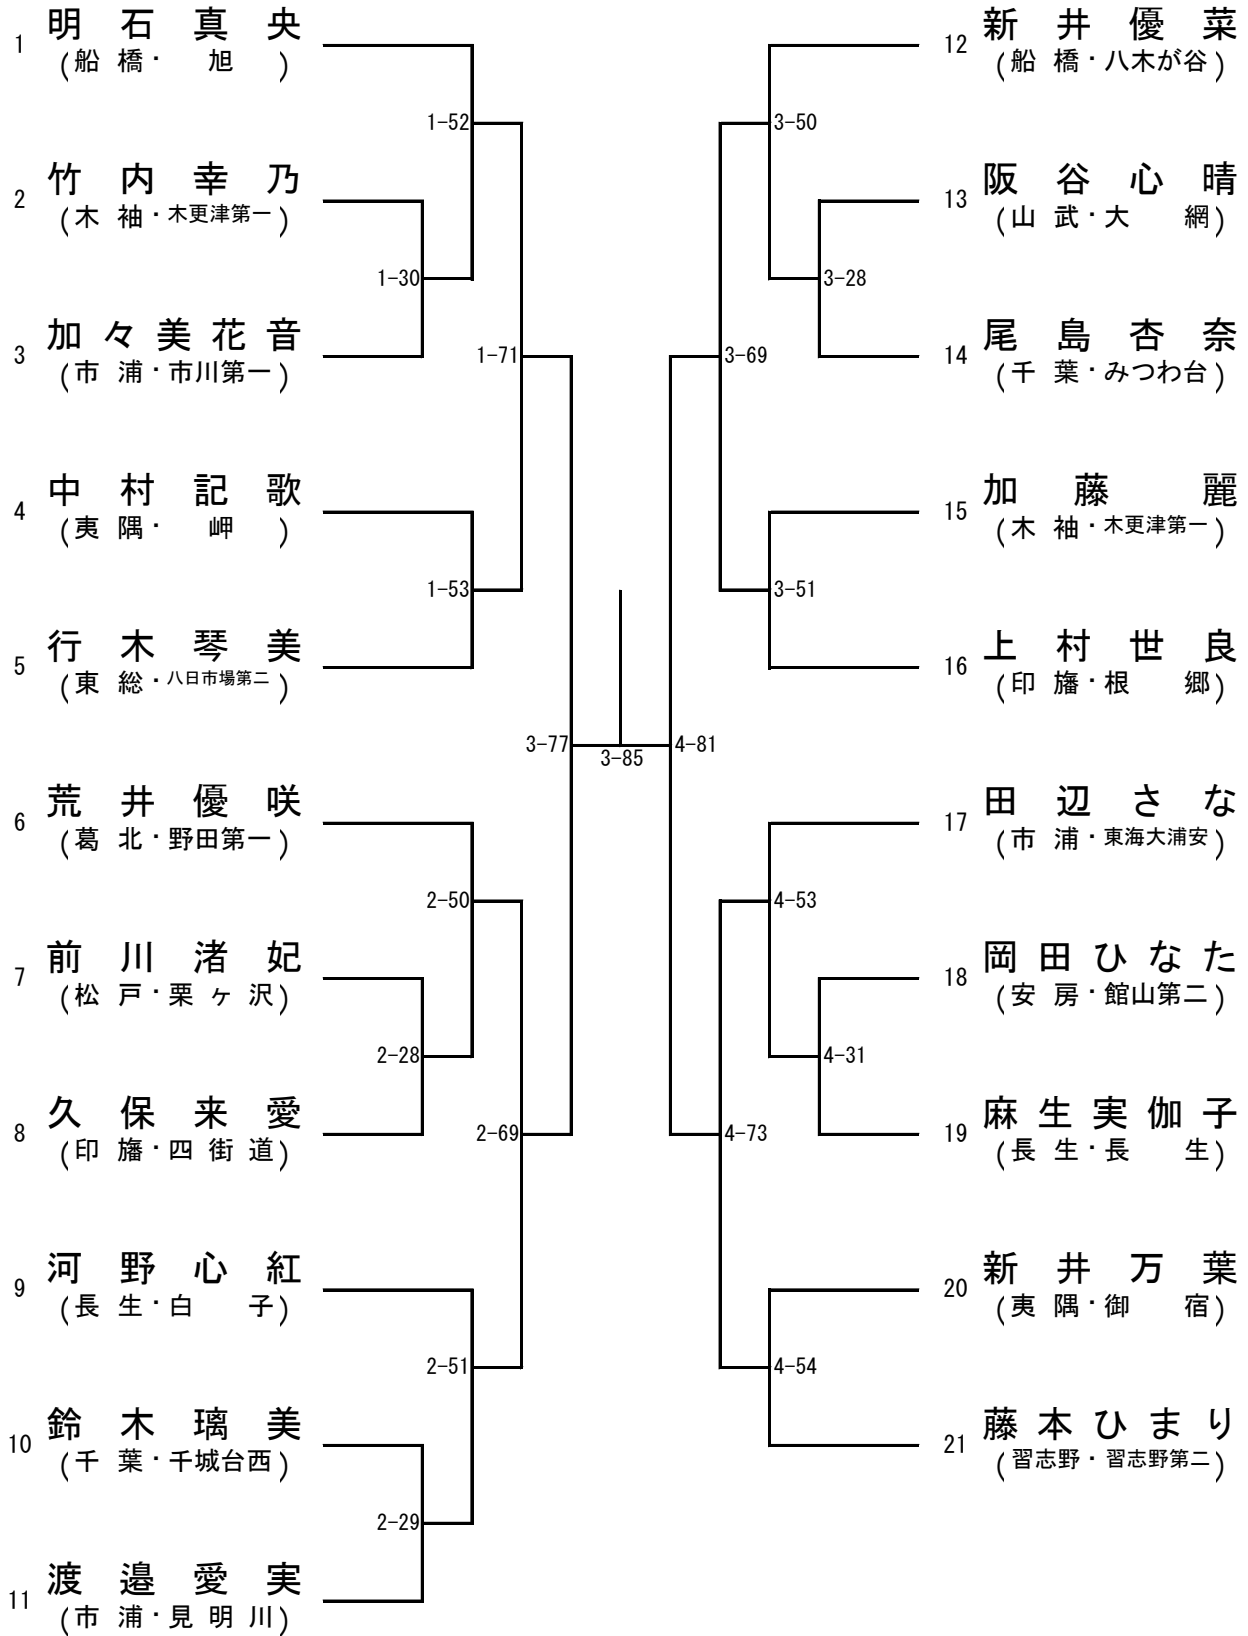 1 明石真央
(船橋・旭)
1-52
2 竹内幸乃
(木袖・木更津第一)
1-30
3 加々美花音
(市浦・市川第一)
1-71
4 中村記歌
(夷隅・岬)
1-53
5 行木琴美
(東総・八日市場第二)
3-77
6 荒井優咲
(葛北・野田第一)
2-50
7 前川渚妃
(松戸・栗ヶ沢)
2-28
8 久保来愛
(印旛・四街道)
2-69
9 河野心紅
(長生・白子)
2-51
10 鈴木璃美
(千葉・千城台西)
2-29
11 渡邉愛実
(市浦・見明川)
3-85
12 新井優菜
(船橋・八木が谷)
3-50
13 阪谷心晴
(山武・大網)
3-28
14 尾島杏奈
(千葉・みつわ台)
3-69
15 加藤麗
(木袖・木更津第一)
3-51
16 上村世良
(印旛・根郷)
4-81
17 田辺さな
(市浦・東海大浦安)
4-53
18 岡田ひなた
(安房・館山第二)
4-31
19 麻生実伽子
(長生・長生)
4-73
20 新井万葉
(夷隅・御宿)
4-54
21 藤本ひまり
(習志野・習志野第二)